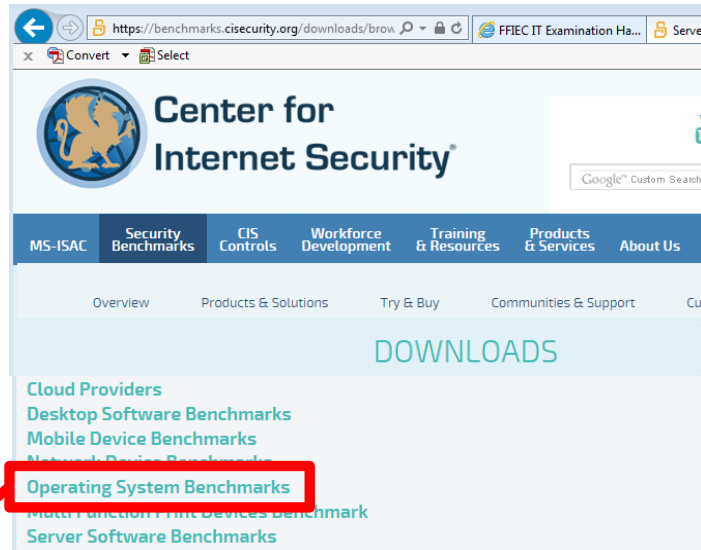 https://benchmarks.cisecurity.org/downloads/brow
FFIEC IT Examination Ha...
Serve
x Convert Select
Center for
Internet Security®
Google™ Custom Search
MS-ISAC Security Benchmarks CIS Controls Workforce Development Training & Resources Products & Services About Us
Overview Products & Solutions Try & Buy Communities & Support Cu
DOWNLOADS
Cloud Providers
Desktop Software Benchmarks
Mobile Device Benchmarks
Network Device Benchmarks
Operating System Benchmarks
Multi Function Print Devices Benchmark
Server Software Benchmarks